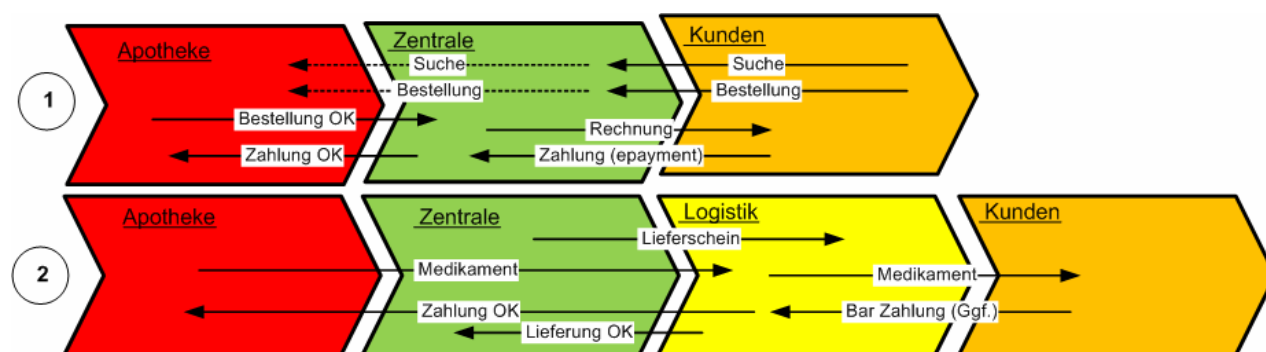 Apotheke
Zentrale
Kunden
Suche
Suche
Bestellung
Bestellung
1
Bestellung OK
Rechnung
Zahlung OK
Zahlung (epayment)
Apotheke
Zentrale
Logistik
Kunden
Lieferschein
2
Medikament
Medikament
Zahlung OK
Bar Zahlung (Ggf.)
Lieferung OK